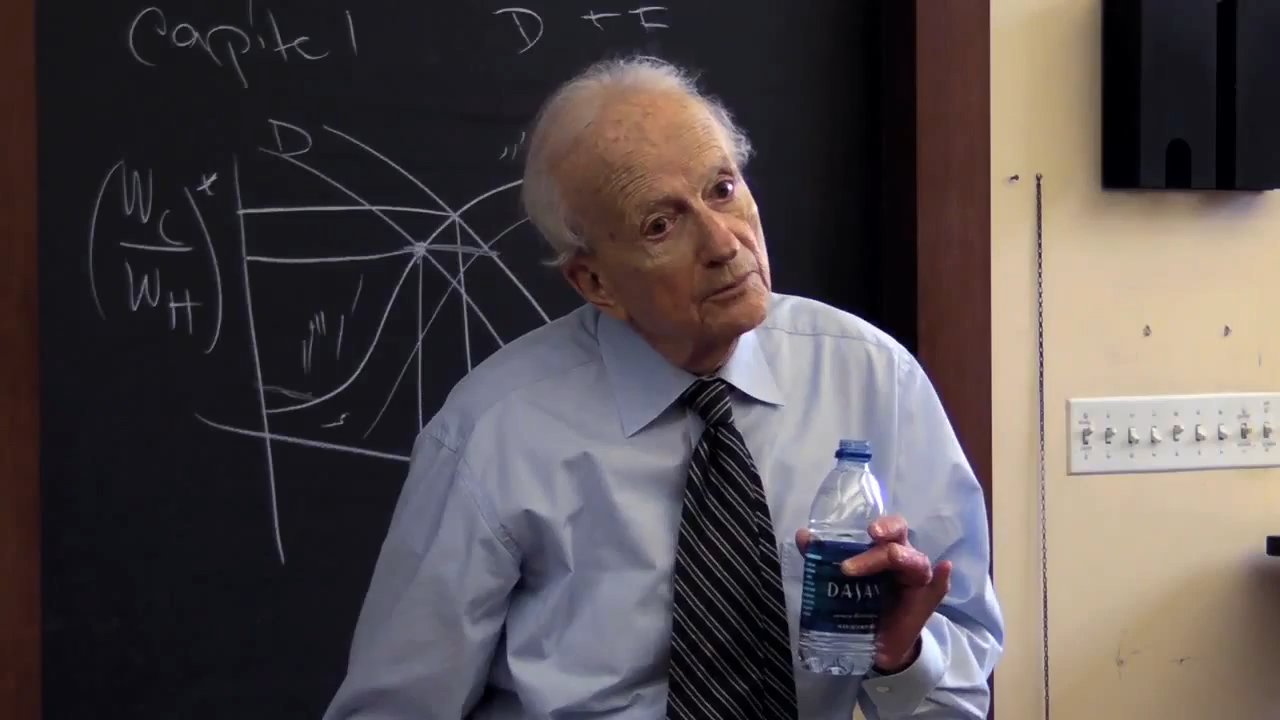 Capital
D + E
D
(W_C / W_H)*
S
DASANI